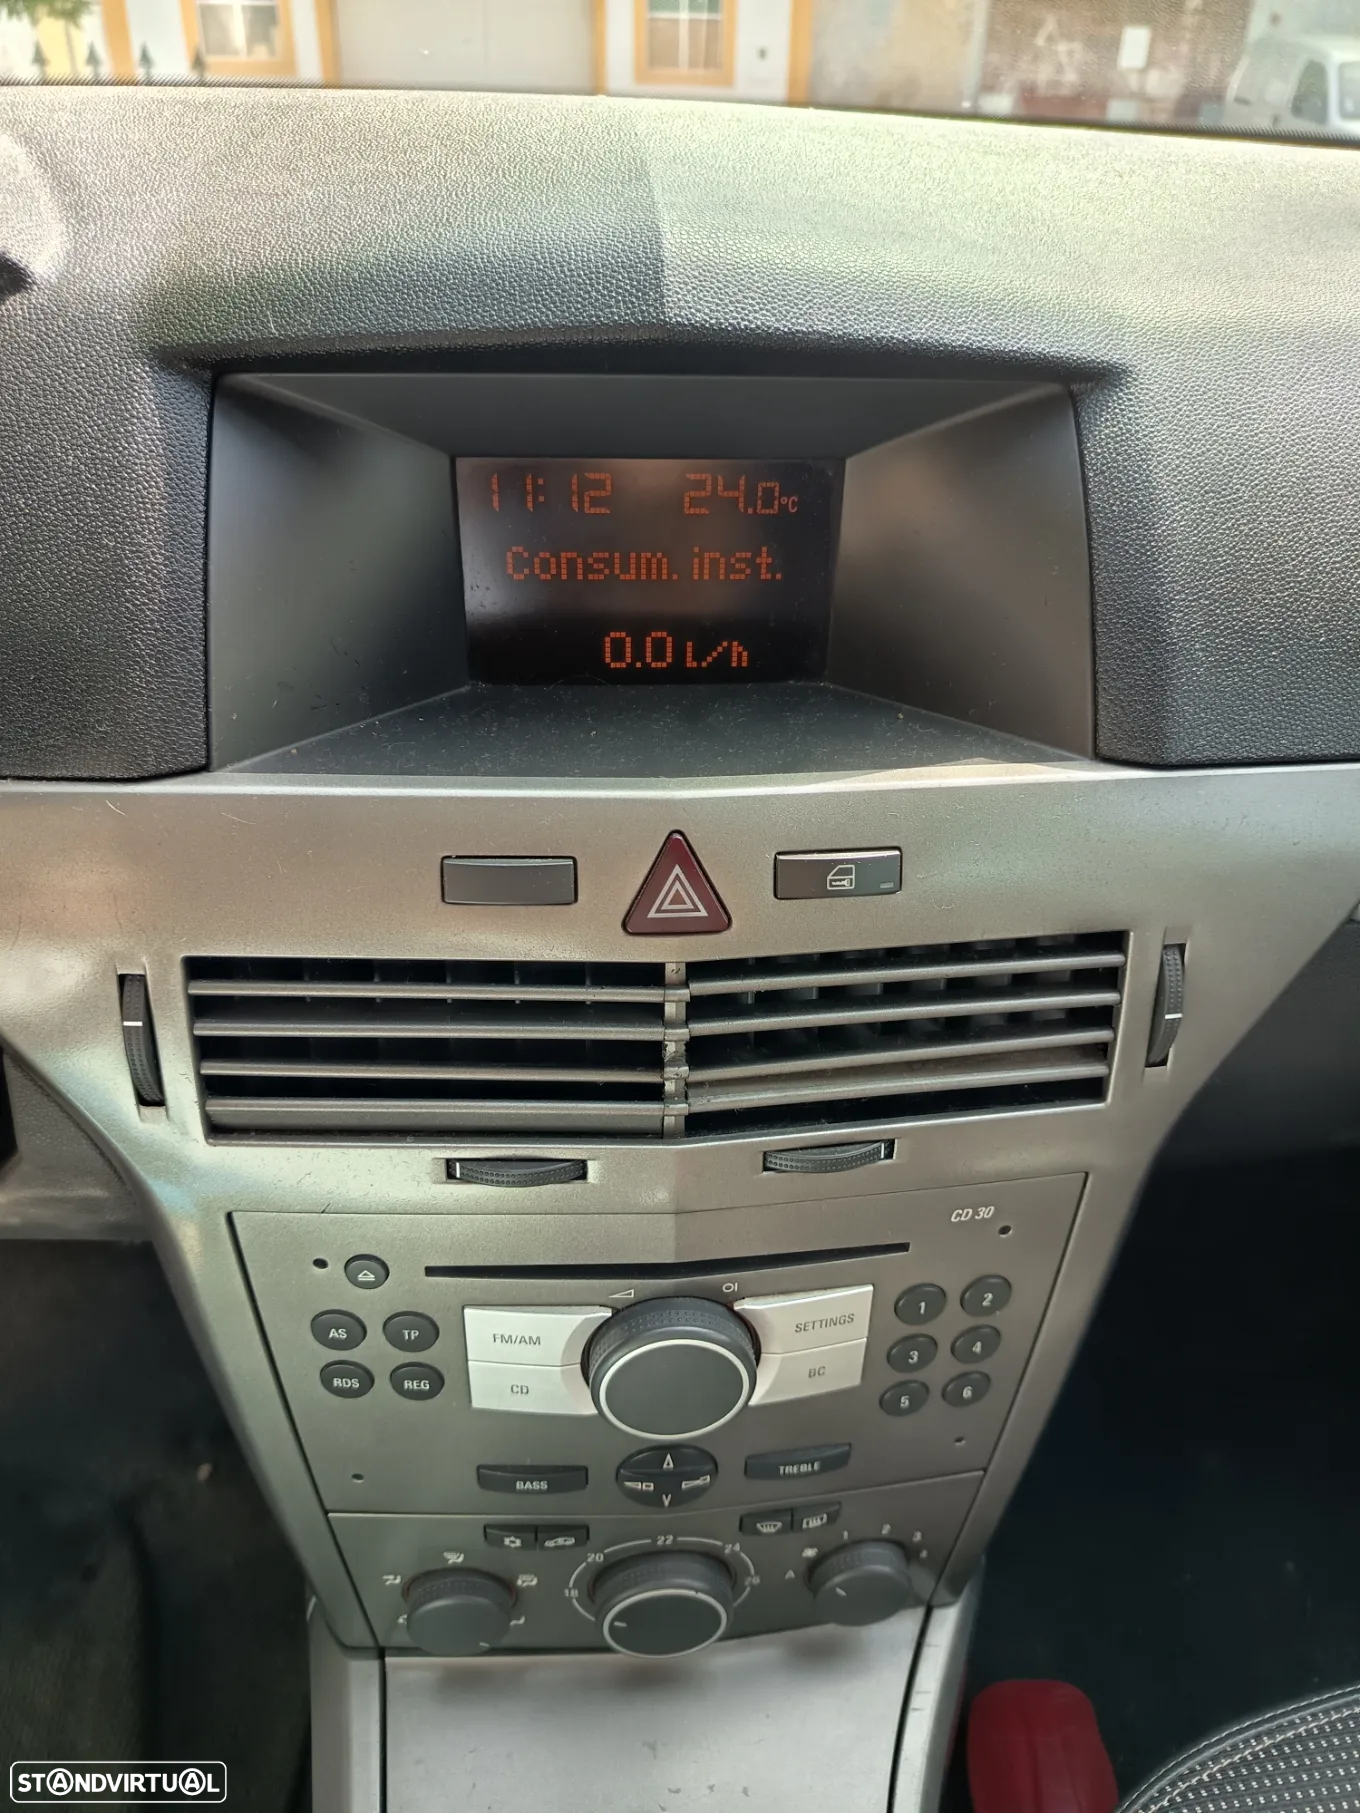 11:12 24.0°C
Consum. inst.
0.0 l/h
CD 30
AS TP
RDS REG
FM/AM
CD
SETTINGS
BC
1 2
3 4
5 6
BASS
TREBLE
18 20 22 24 26
A 1 2 3 4
STANDVIRTUAL